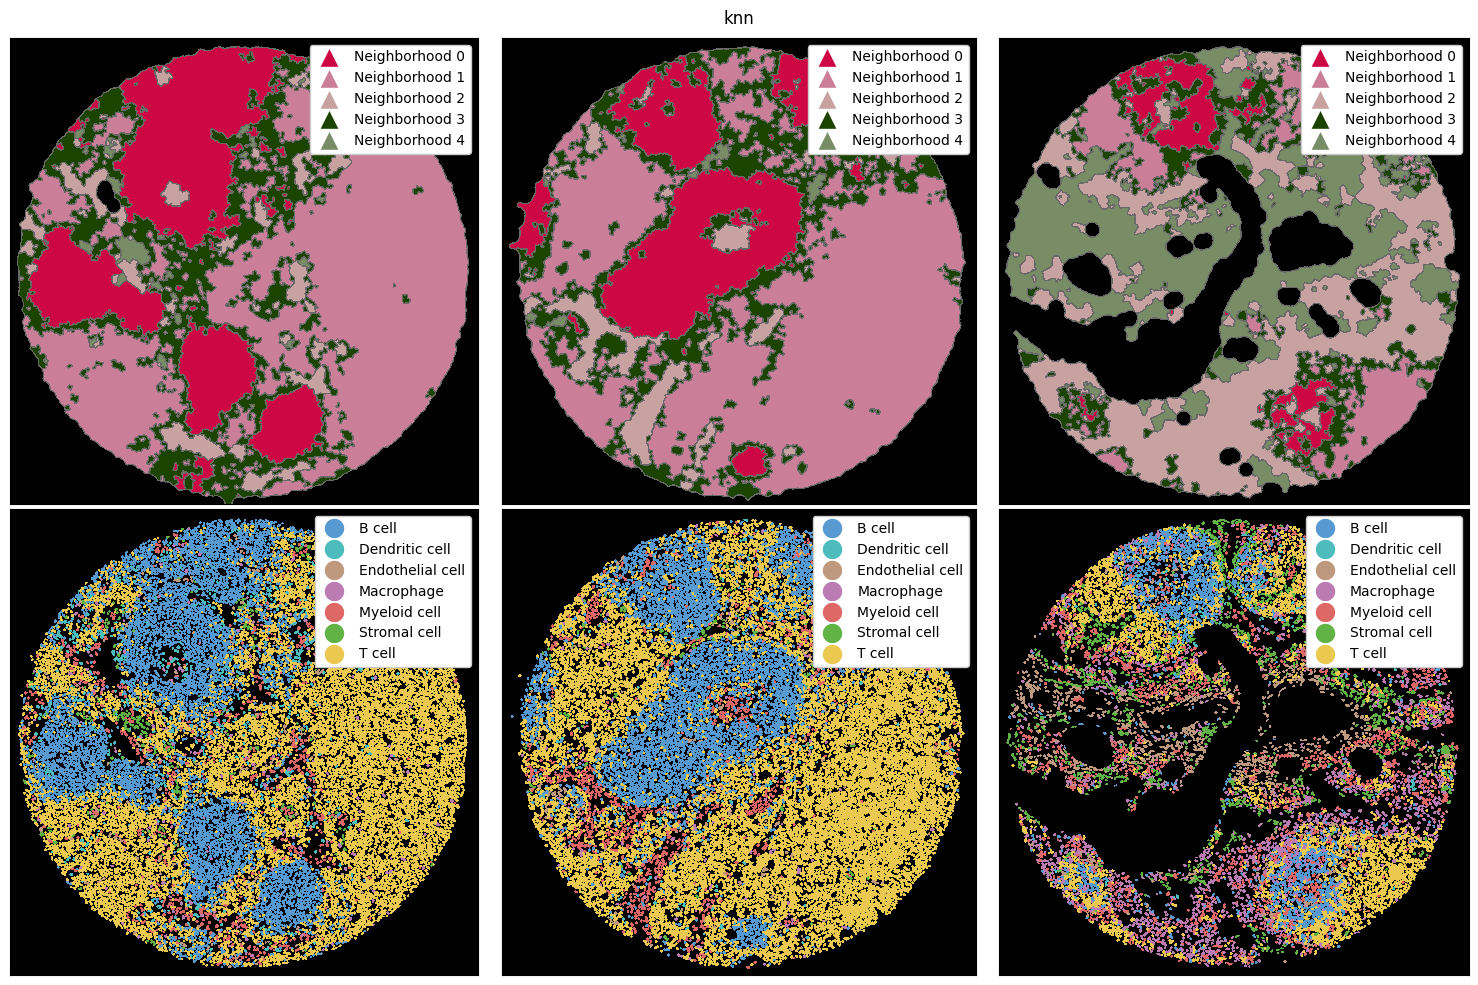 knn
Neighborhood 0
Neighborhood 1
Neighborhood 2
Neighborhood 3
Neighborhood 4
Neighborhood 0
Neighborhood 1
Neighborhood 2
Neighborhood 3
Neighborhood 4
Neighborhood 0
Neighborhood 1
Neighborhood 2
Neighborhood 3
Neighborhood 4
B cell
Dendritic cell
Endothelial cell
Macrophage
Myeloid cell
Stromal cell
T cell
B cell
Dendritic cell
Endothelial cell
Macrophage
Myeloid cell
Stromal cell
T cell
B cell
Dendritic cell
Endothelial cell
Macrophage
Myeloid cell
Stromal cell
T cell